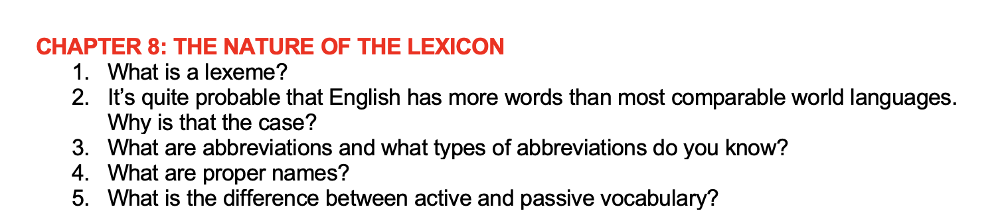 CHAPTER 8: THE NATURE OF THE LEXICON
1. What is a lexeme?
2. It’s quite probable that English has more words than most comparable world languages.
Why is that the case?
3. What are abbreviations and what types of abbreviations do you know?
4. What are proper names?
5. What is the difference between active and passive vocabulary?